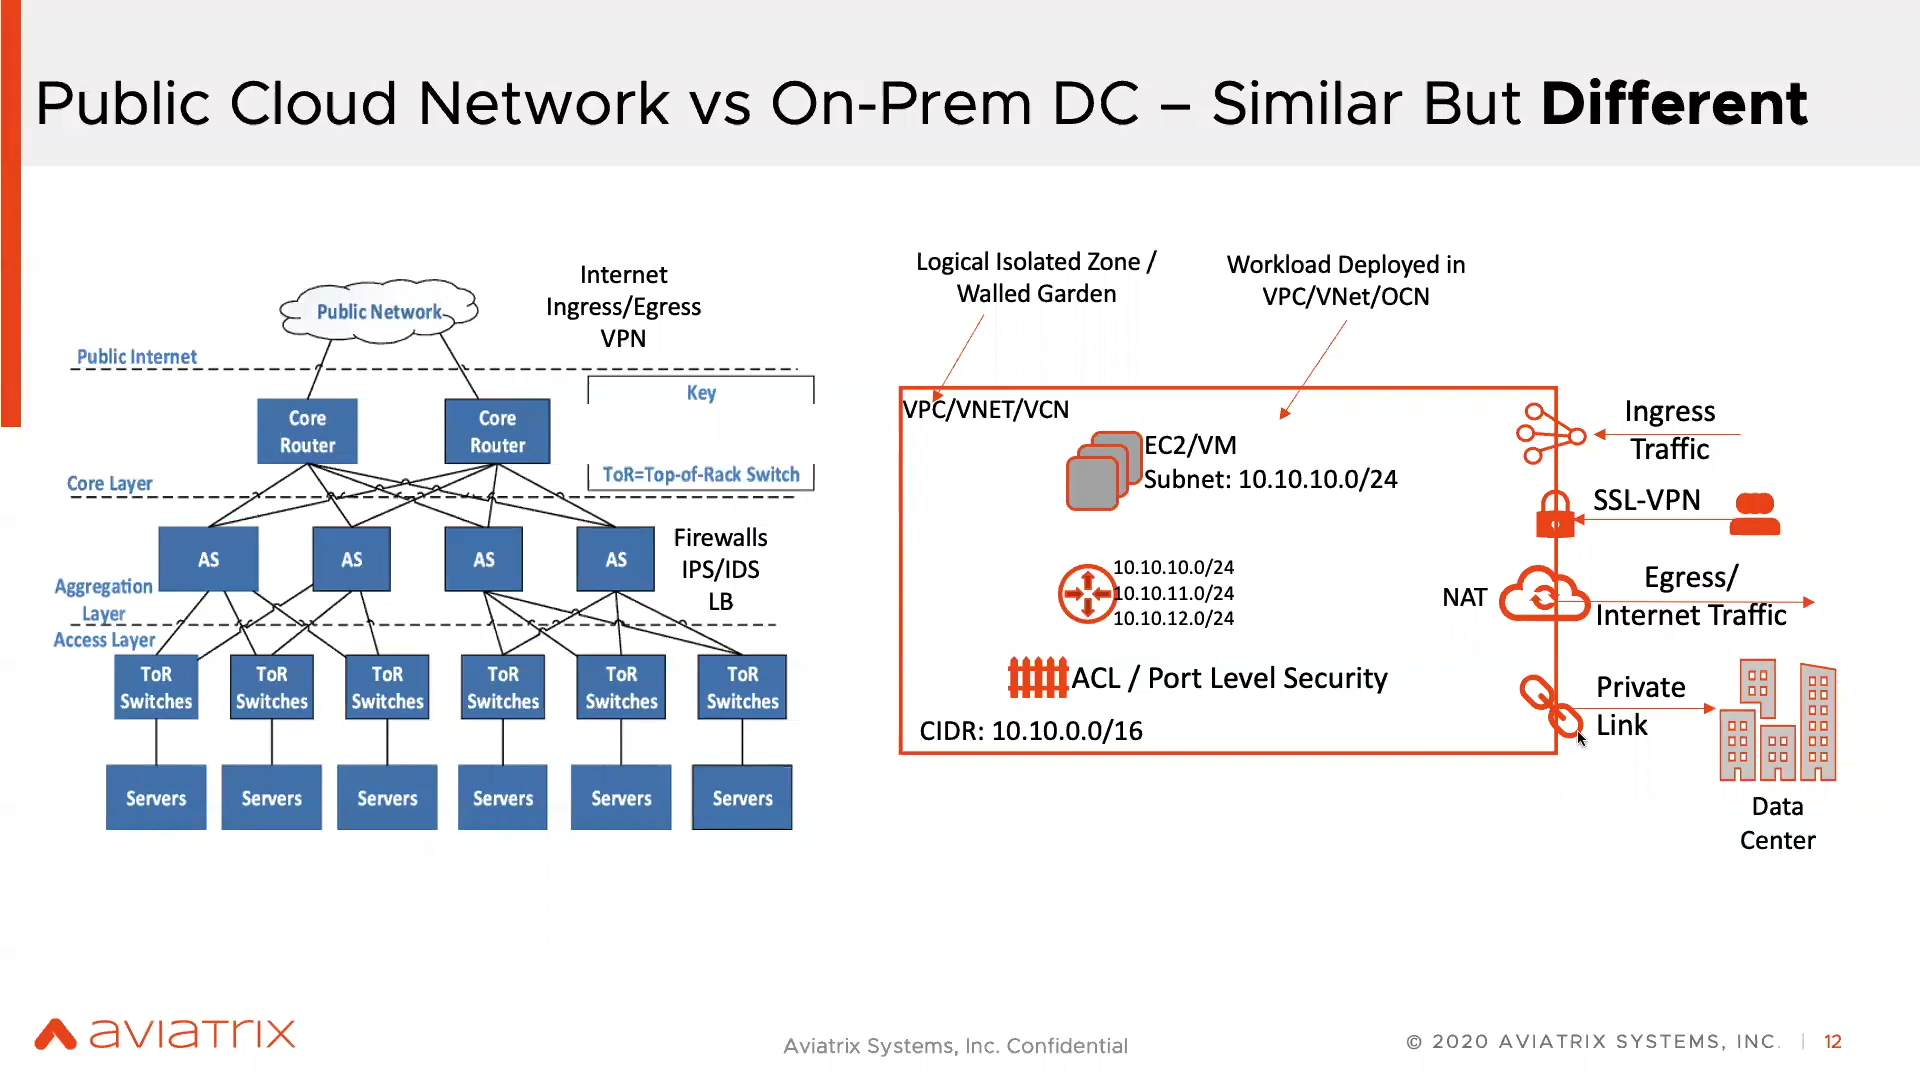 Public Cloud Network vs On-Prem DC – Similar But Different
Internet
Ingress/Egress
VPN
Public Network
Public Internet
Key
ToR=Top-of-Rack Switch
Core
Router
Core
Router
Core Layer
AS
AS
AS
AS
Firewalls
IPS/IDS
LB
Aggregation
Layer
Access Layer
ToR
Switches
ToR
Switches
ToR
Switches
ToR
Switches
ToR
Switches
ToR
Switches
Servers
Servers
Servers
Servers
Servers
Servers
Logical Isolated Zone /
Walled Garden
Workload Deployed in
VPC/VNet/OCN
VPC/VNET/VCN
EC2/VM
Subnet: 10.10.10.0/24
10.10.10.0/24
10.10.11.0/24
10.10.12.0/24
ACL / Port Level Security
CIDR: 10.10.0.0/16
Ingress
Traffic
SSL-VPN
NAT
Egress/
Internet Traffic
Private
Link
Data
Center
aviatrix
Aviatrix Systems, Inc. Confidential
© 2020 AVIATRIX SYSTEMS, INC. | 12